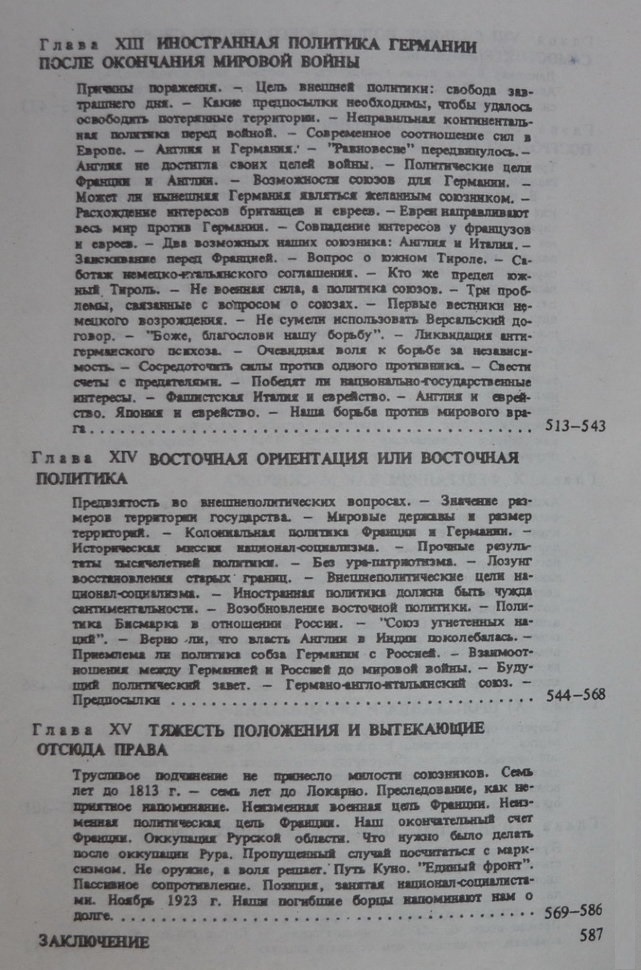 Глава XIII ИНОСТРАННАЯ ПОЛИТИКА ГЕРМАНИИ
ПОСЛЕ ОКОНЧАНИЯ МИРОВОЙ ВОЙНЫ
Причины поражения. – Цель внешней политики: свобода зав-
трашнего дня. – Какие предпосылки необходимы, чтобы удалось
освободить потерянные территории. – Неправильная континенталь-
ная политика перед войной. – Современное соотношение сил в
Европе. – Англия и Германия. – "Равновесие" передвинулось. –
Англия не достигла своих целей войны. – Политические цели
Франции и Англии. – Возможности союзов для Германии. –
Может ли нынешняя Германия являться желанным союзником. –
Расхождение интересов британцев и евреев. – Евреи направливают
весь мир против Германии. – Совпадение интересов у французов
и евреев. – Два возможных наших союзника: Англия и Италия. –
Заискивание перед Францией. – Вопрос о южном Тироле. – Са-
ботаж немецко-итальянского соглашения. – Кто же предел юж-
ный Тироль. – Не военная сила, а политика союзов. – Три проб-
лемы, связанные с вопросом о союзах. – Первые вестники не-
мецкого возрождения. – Не сумели использовать Версальский до-
говор. – "Боже, благослови нашу борьбу". – Ликвидация анти-
германского психоза. – Очевидная воля к борьбе за независи-
мость. – Сосредоточить силы против одного противника. – Свести
счеты с предателями. – Победят ли национально-государственные
интересы. – Фашистская Италия и еврейство. – Англия и еврей-
ство. Япония и еврейство. – Наша борьба против мирового вра-
га . . . . . . . . . . . . . . . . . . . . . . . . . . . . . . . . 513–543
Глава XIV ВОСТОЧНАЯ ОРИЕНТАЦИЯ ИЛИ ВОСТОЧНАЯ
ПОЛИТИКА
Предвзятость во внешнеполитических вопросах. – Значение раз-
меров территории государства. – Мировые державы и размер
территорий. – Колониальная политика Франции и Германии. –
Историческая миссия национал-социализма. – Прочные резуль-
таты тысячелетней политики. – Без ура-патриотизма. – Лозунг
восстановления старых границ. – Внешнеполитические цели на-
ционал-социализма. – Иностранная политика должна быть чужда
сантиментальности. – Возобновление восточной политики. – Поли-
тика Бисмарка в отношении России. – "Союз угнетенных на-
ций". – Верно ли, что власть Англии в Индии поколебалась. –
Приемлема ли политика собза Германии с Россией. – Взаимоот-
ношения между Германией и Россией до мировой войны. – Буду-
щий политический завет. – Германо-англо-итальянский союз. –
Предпосылки . . . . . . . . . . . . . . . . . . . . . . . . . . 544–568
Глава XV ТЯЖЕСТЬ ПОЛОЖЕНИЯ И ВЫТЕКАЮЩИЕ
ОТСЮДА ПРАВА
Трусливое подчинение не принесло милости союзников. Семь
лет до 1813 г. – семь лет до Локарно. Преследование, как не-
приятное напоминание. Неизменная военная цель Франции. Неиз-
менная политическая цель Франции. Наш окончательный счет
Франции. Оккупация Рурской области. Что нужно было делать
после оккупации Рура. Пропущенный случай посчитаться с марк-
сизмом. Не оружие, а воля решает. Путь Куно. "Единый фронт".
Пассивное сопротивление. Позиция, занятая национал-социалиста-
ми. Ноябрь 1923 г. Наши погибшие борцы напоминают нам о
долге . . . . . . . . . . . . . . . . . . . . . . . . . . . . . . 569–586
ЗАКЛЮЧЕНИЕ 587